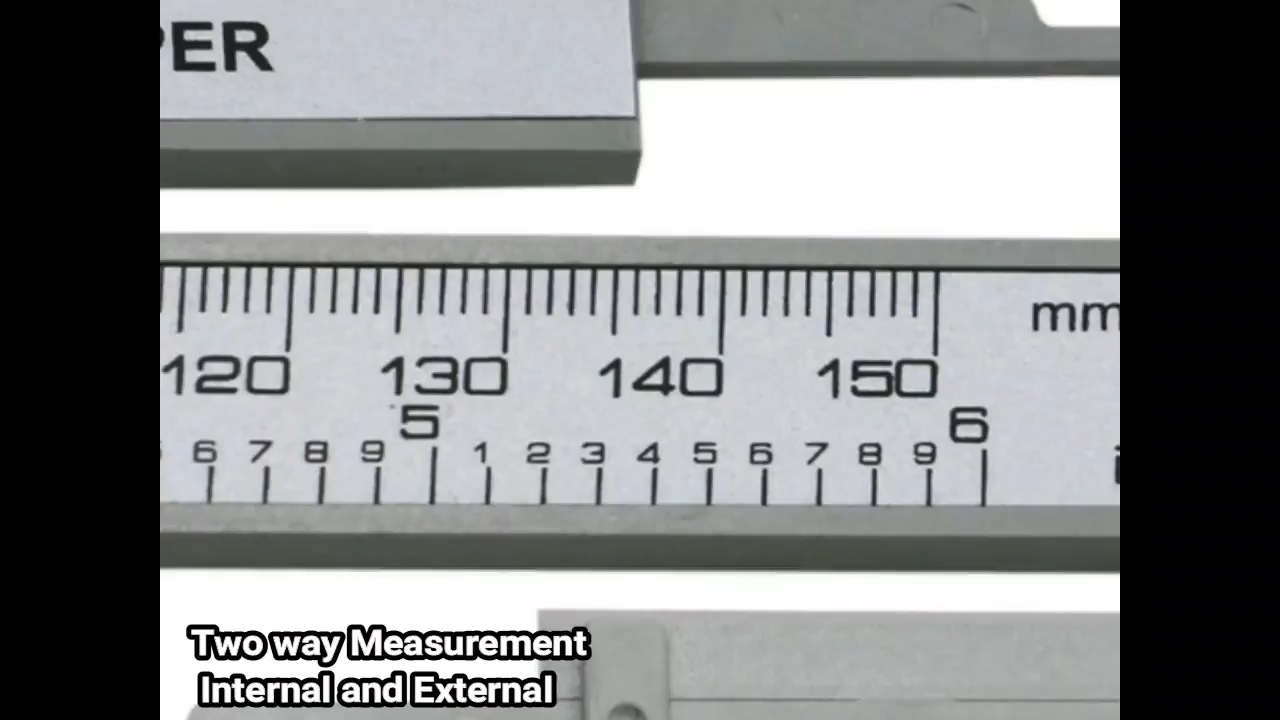 PER
mm
120 130 140 150
5 6
6 7 8 9 1 2 3 4 5 6 7 8 9
Two way Measurement
Internal and External